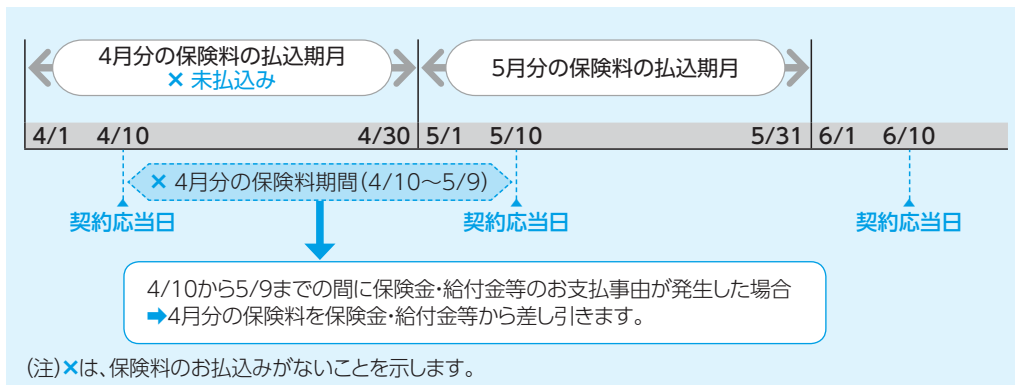 4月分の保険料の払込期月
× 未払込み
5月分の保険料の払込期月
4/1 4/10 4/30 5/1 5/10 5/31 6/1 6/10
× 4月分の保険料期間(4/10～5/9)
契約応当日 契約応当日 契約応当日
4/10から5/9までの間に保険金・給付金等のお支払事由が発生した場合
➡4月分の保険料を保険金・給付金等から差し引きます。
(注)×は、保険料のお払込みがないことを示します。